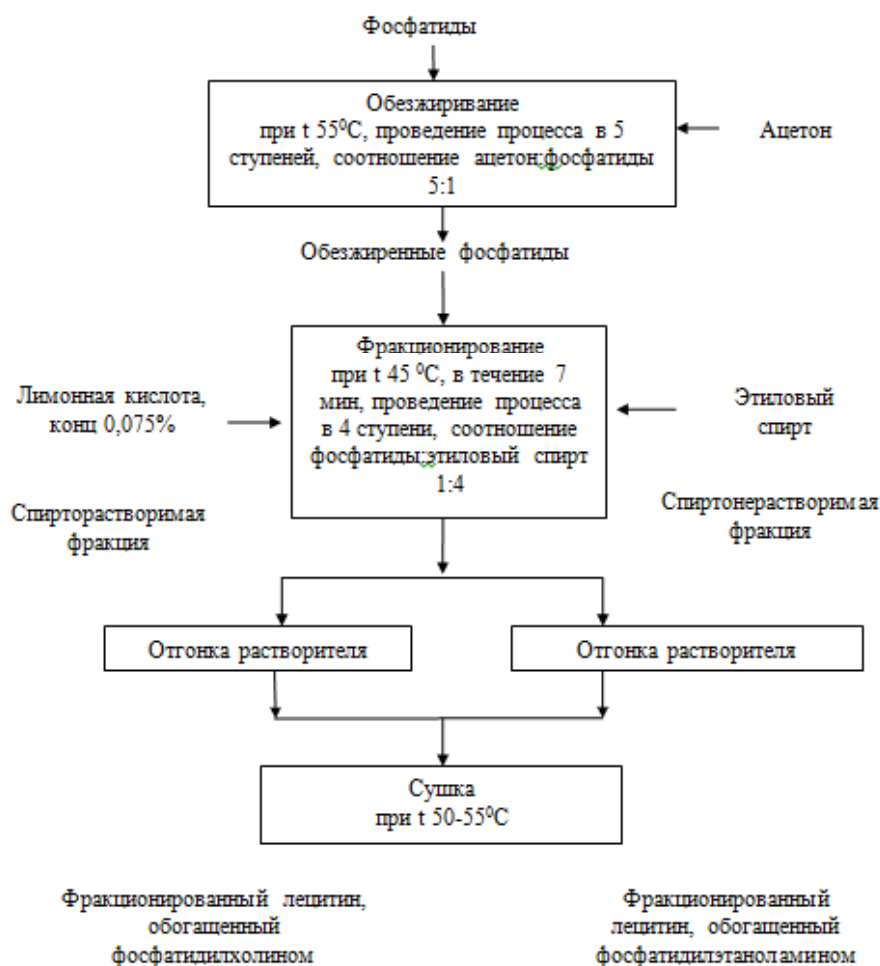 Фосфатиды
Обезжиривание
при t 55⁰С, проведение процесса в 5
ступеней, соотношение ацетон:фосфатиды
5:1
Ацетон
Обезжиренные фосфатиды
Фракционирование
при t 45 ⁰С, в течение 7
мин, проведение процесса
в 4 ступени, соотношение
фосфатиды:этиловый спирт
1:4
Лимонная кислота,
конц 0,075%
Этиловый
спирт
Спирторастворимая
фракция
Спиртонерастворимая
фракция
Отгонка растворителя
Отгонка растворителя
Сушка
при t 50-55⁰С
Фракционированный лецитин,
обогащенный
фосфатидилхолином
Фракционированный
лецитин, обогащенный
фосфатидилэтаноламином